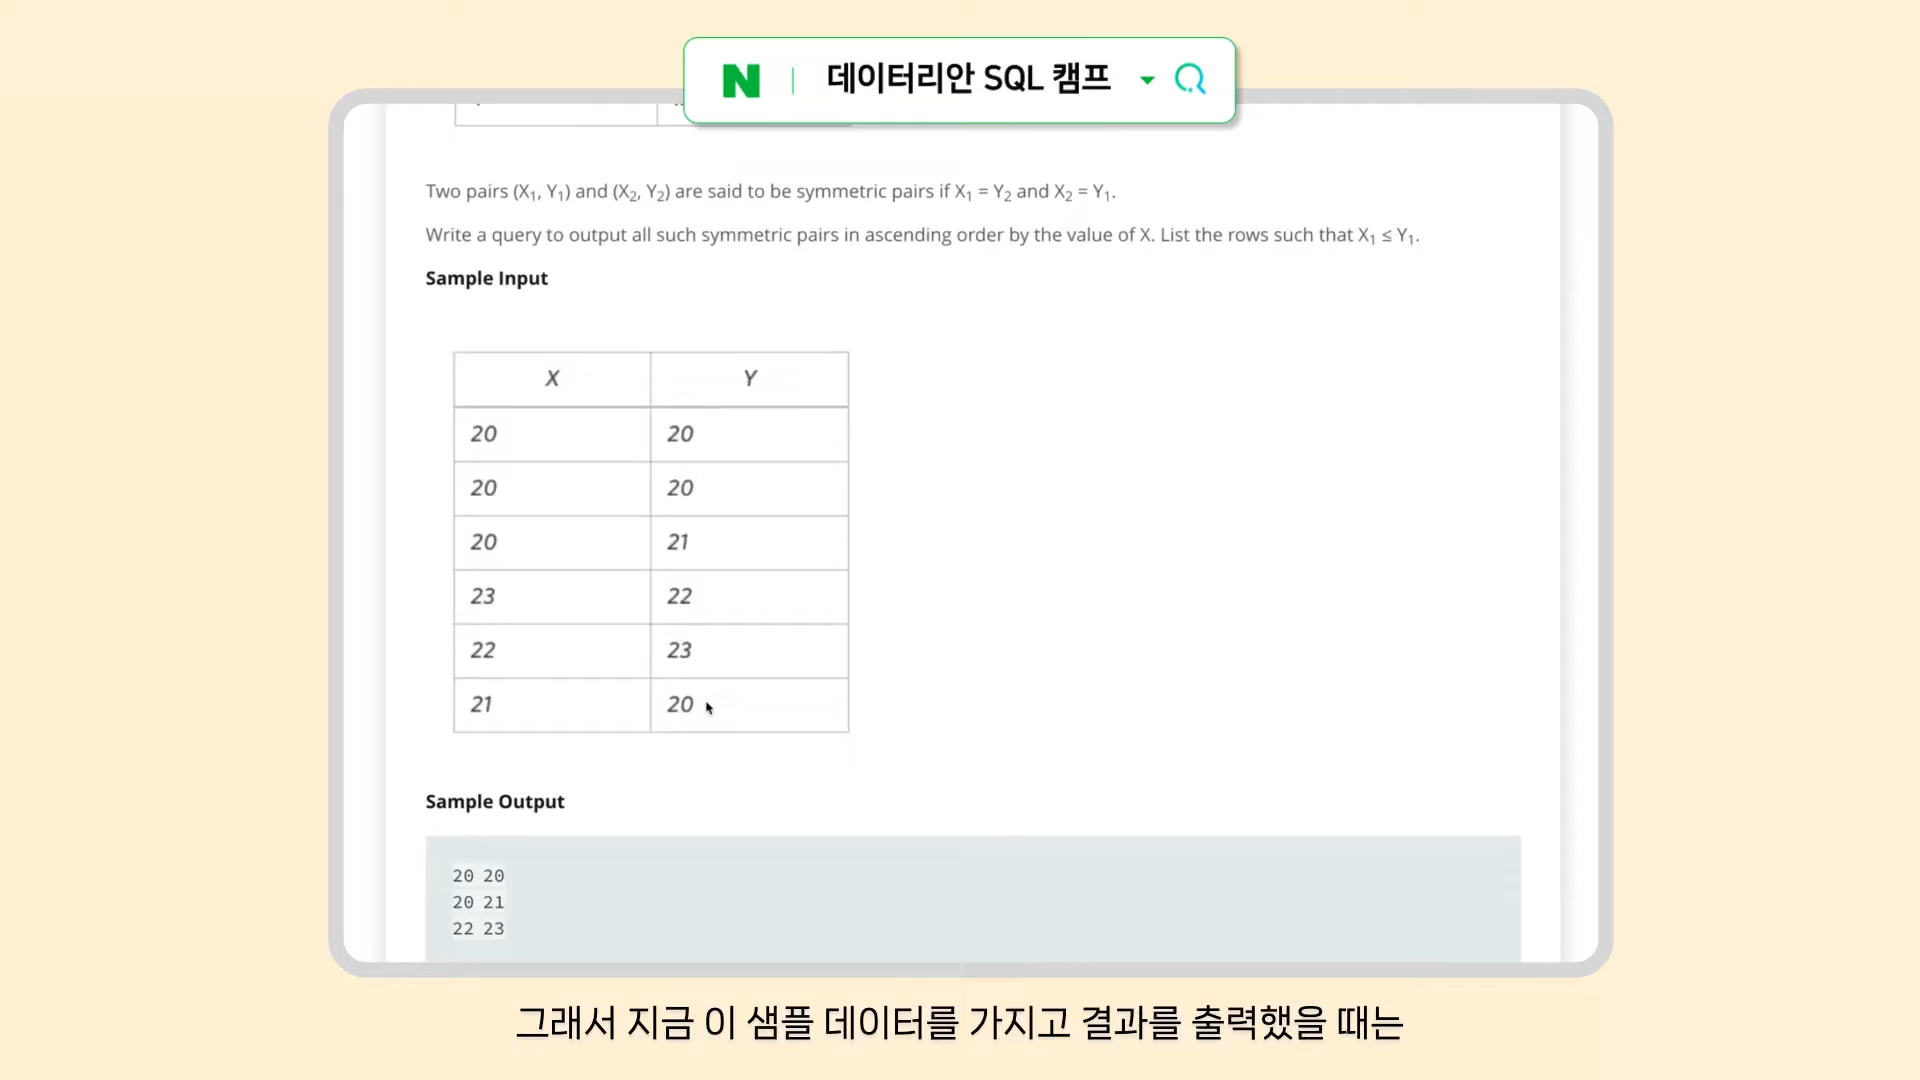 N | 데이터리안 SQL 캠프
Two pairs (X₁, Y₁) and (X₂, Y₂) are said to be symmetric pairs if X₁ = Y₂ and X₂ = Y₁.
Write a query to output all such symmetric pairs in ascending order by the value of X. List the rows such that X₁ ≤ Y₁.
Sample Input
X Y
20 20
20 20
20 21
23 22
22 23
21 20
Sample Output
20 20
20 21
22 23
그래서 지금 이 샘플 데이터를 가지고 결과를 출력했을 때는